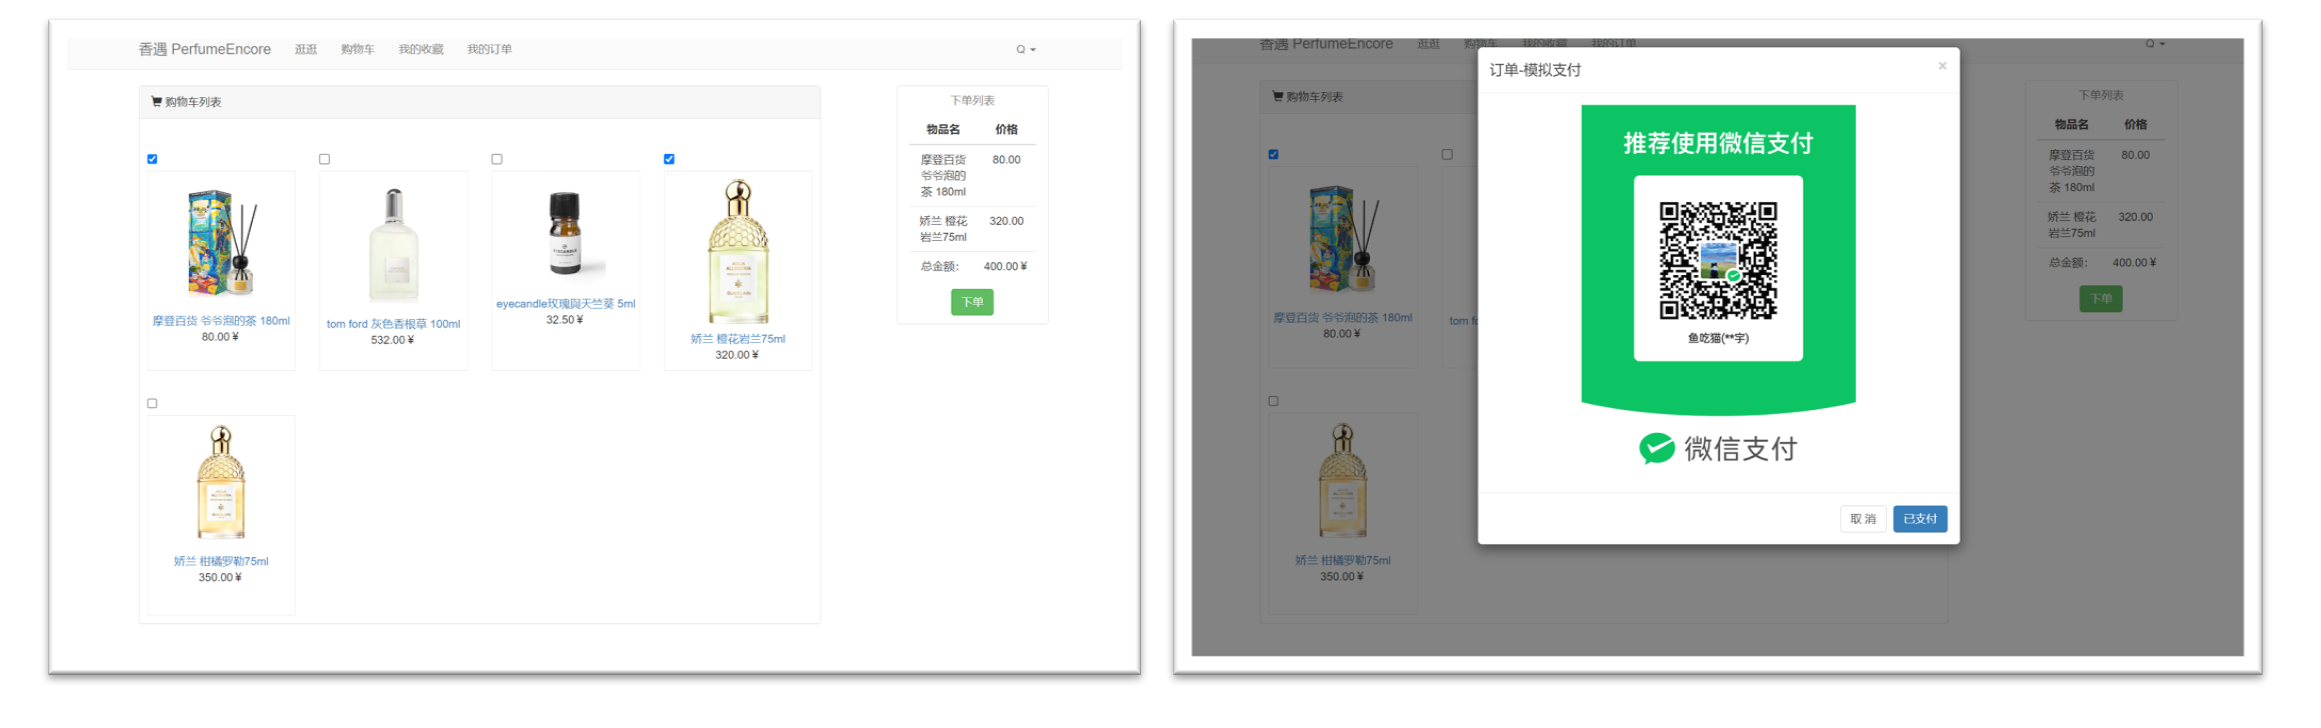 香遇 PerfumeEncore 逛逛 购物车 我的收藏 我的订单
Q
购物车列表
摩登百货 爷爷泡的茶 180ml
80.00 ¥
tom ford 灰色香根草 100ml
532.00 ¥
eyecandle玫瑰與天竺葵 5ml
32.50 ¥
娇兰 橙花岩兰75ml
320.00 ¥
娇兰 柑橘罗勒75ml
350.00 ¥
下单列表
物品名 价格
摩登百货 80.00
爷爷泡的
茶 180ml
娇兰 橙花 320.00
岩兰75ml
总金额: 400.00 ¥
下单
香遇 PerfumeEncore 逛逛 购物车 我的收藏 我的订单
Q
购物车列表
摩登百货 爷爷泡的茶 180ml
80.00 ¥
tom f
娇兰 柑橘罗勒75ml
350.00 ¥
订单-模拟支付
×
推荐使用微信支付
鱼吃猫(**宇)
微信支付
取消
已支付
下单列表
物品名 价格
摩登百货 80.00
爷爷泡的
茶 180ml
娇兰 橙花 320.00
岩兰75ml
总金额: 400.00 ¥
下单